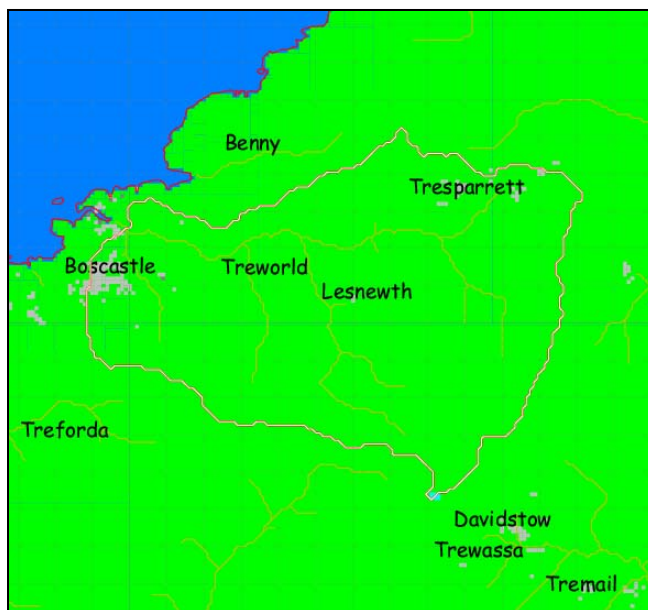 Benny
Tresparrett
Boscastle
Treworld
Lesnewth
Treforda
Davidstow
Trewassa
Tremail